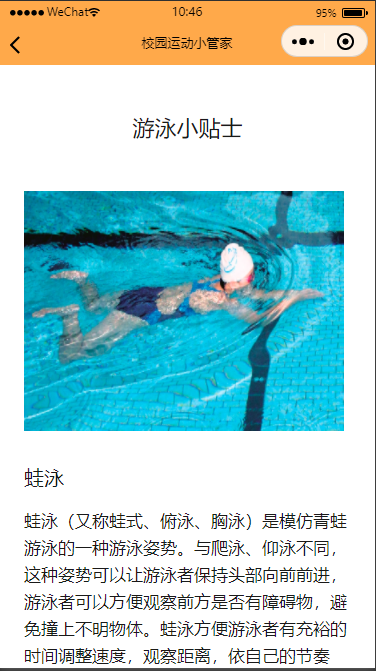 WeChat 10:46 95%
校园运动小管家
游泳小贴士
蛙泳
蛙泳（又称蛙式、俯泳、胸泳）是模仿青蛙
游泳的一种游泳姿势。与爬泳、仰泳不同，
这种姿势可以让游泳者保持头部向前前进，
游泳者可以方便观察前方是否有障碍物，避
免撞上不明物体。蛙泳方便游泳者有充裕的
时间调整速度，观察距离，依自己的节奏